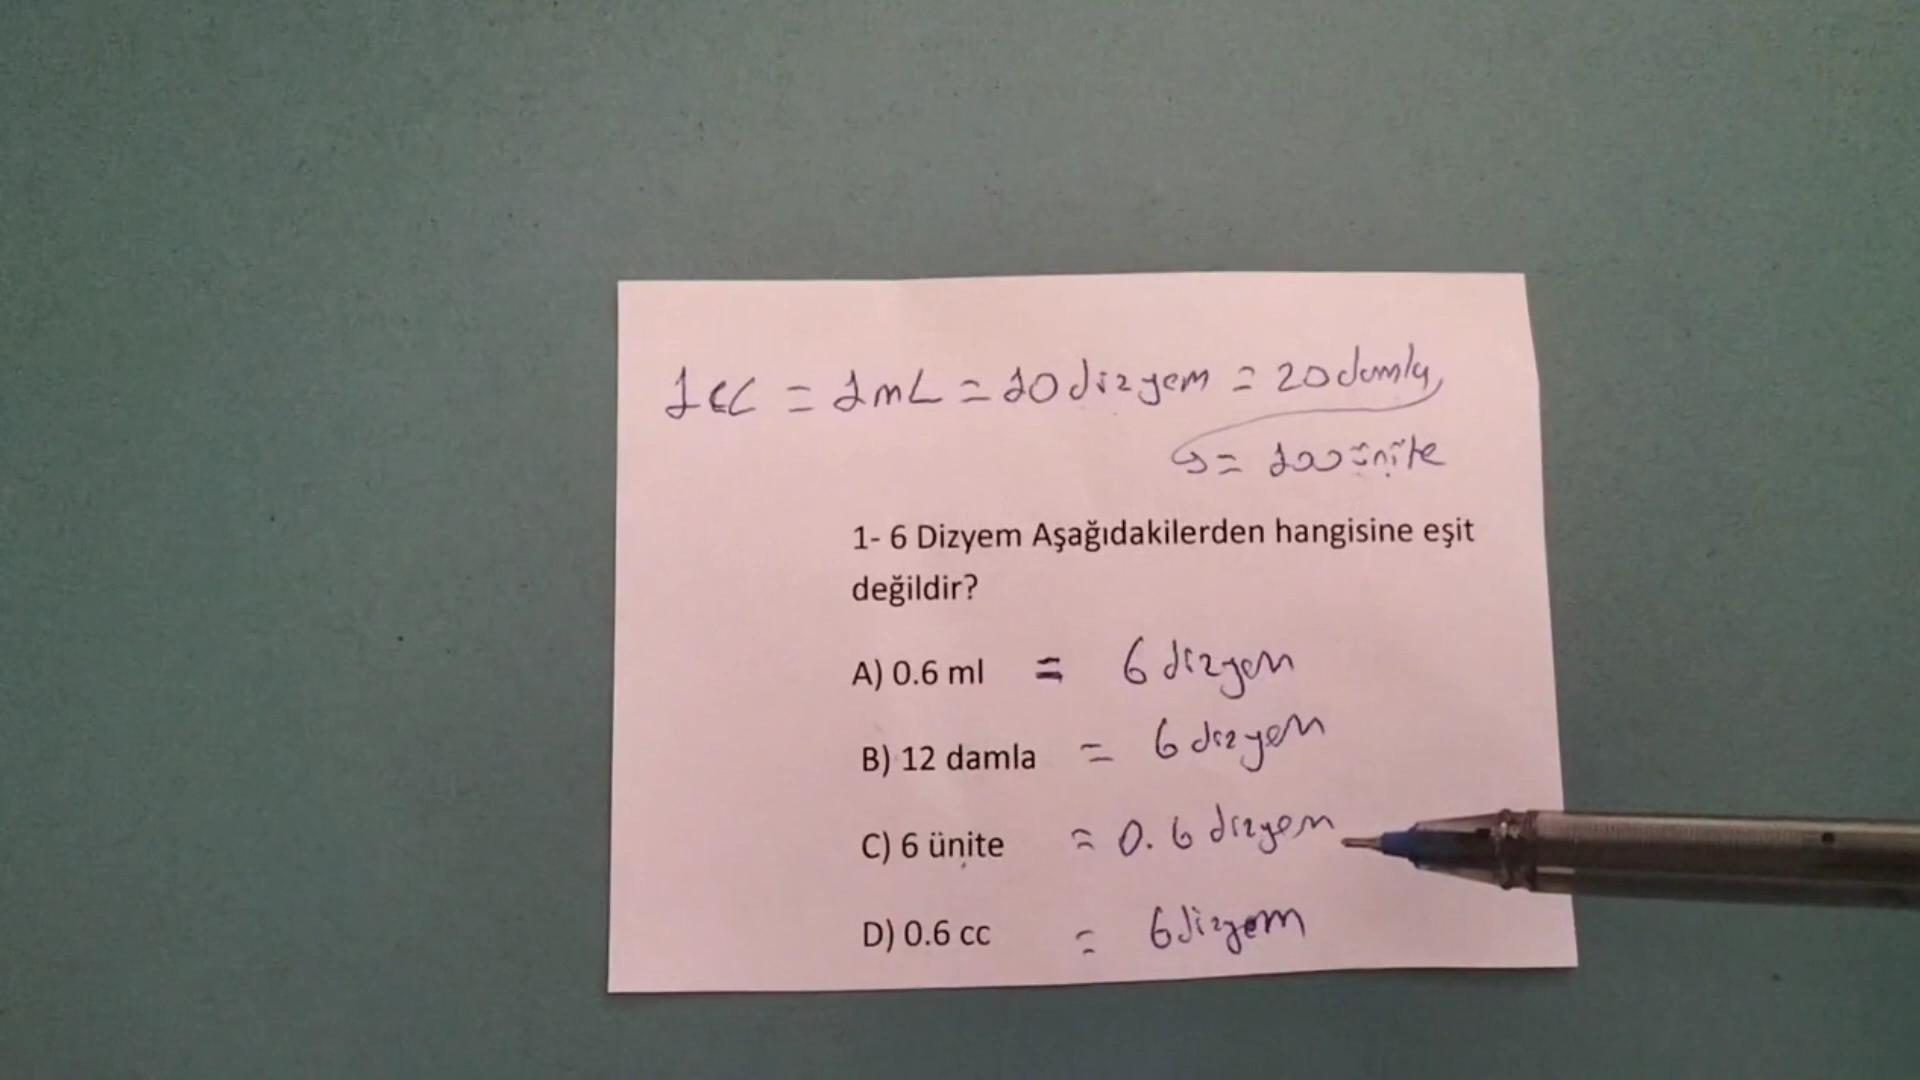 1cc = 1mL = 10 dizyem = 20 damla
= 100 ünite
1- 6 Dizyem Aşağıdakilerden hangisine eşit
değildir?
A) 0.6 ml = 6 dizyem
B) 12 damla = 6 dizyem
C) 6 ünite = 0.6 dizyem
D) 0.6 cc = 6 dizyem